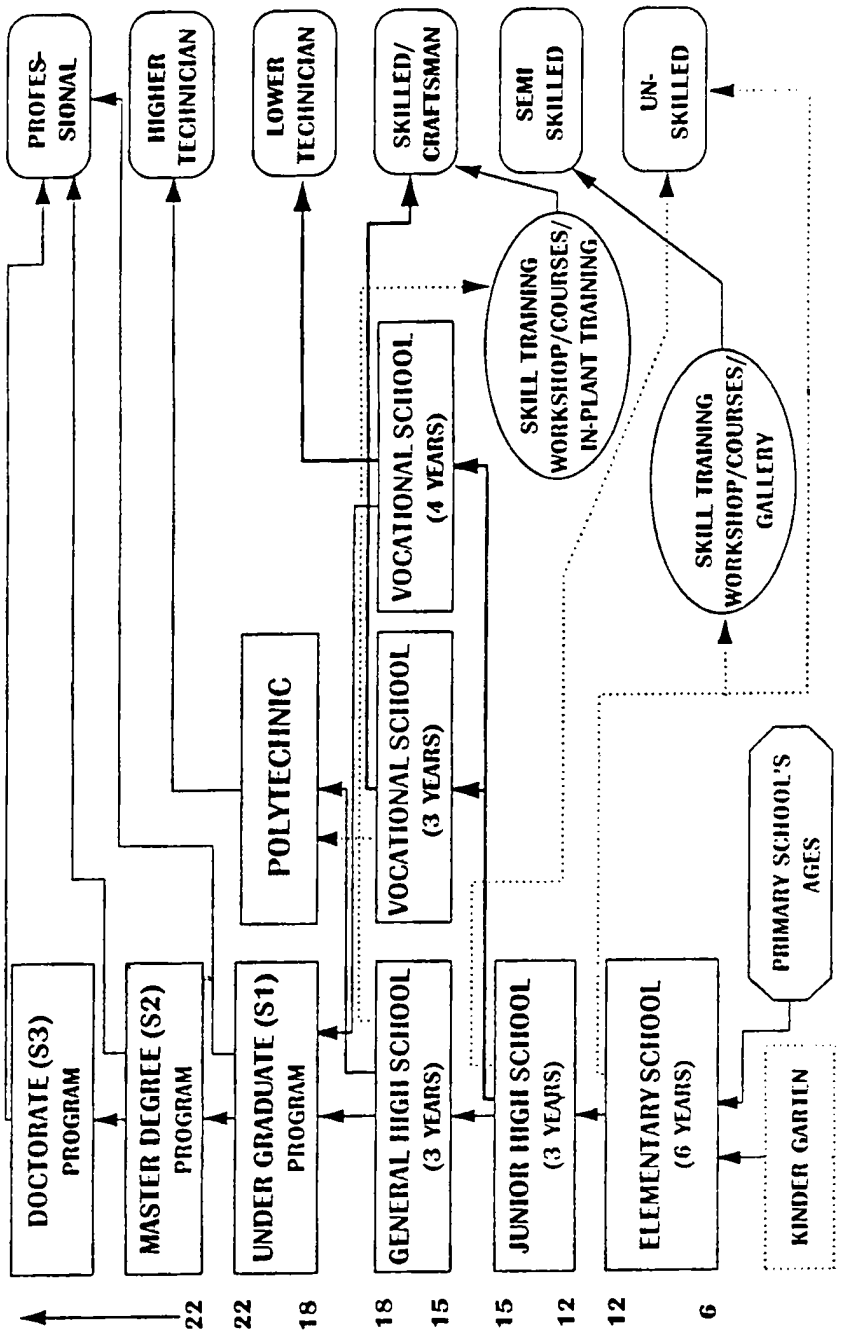 DOCTORATE (S3)
PROGRAM
PROFES-
SIONAL
22
MASTER DEGREE (S2)
PROGRAM
HIGHER
TECHNICIAN
22
18
UNDER GRADUATE (S1)
PROGRAM
POLYTECHNIC
LOWER
TECHNICIAN
18
15
GENERAL HIGH SCHOOL
(3 YEARS)
VOCATIONAL SCHOOL
(3 YEARS)
VOCATIONAL SCHOOL
(4 YEARS)
SKILLED/
CRAFTSMAN
15
12
JUNIOR HIGH SCHOOL
(3 YEARS)
SKILL TRAINING
WORKSHOP/COURSES/
IN-PLANT TRAINING
SEMI
SKILLED
12
6
ELEMENTARY SCHOOL
(6 YEARS)
SKILL TRAINING
WORKSHOP/COURSES/
GALLERY
UN-
SKILLED
KINDER GARTEN
PRIMARY SCHOOL'S
AGES